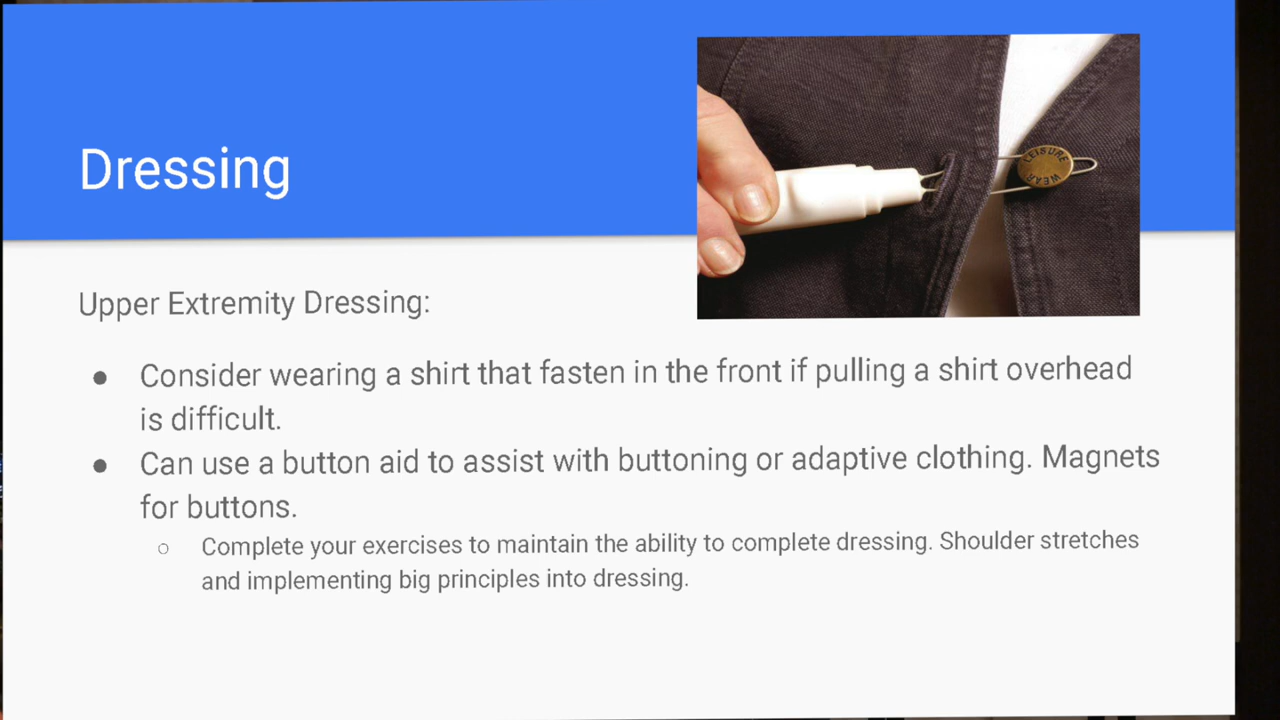 Dressing
LEISURE
WEAR
Upper Extremity Dressing:
● Consider wearing a shirt that fasten in the front if pulling a shirt overhead
is difficult.
● Can use a button aid to assist with buttoning or adaptive clothing. Magnets
for buttons.
○ Complete your exercises to maintain the ability to complete dressing. Shoulder stretches
and implementing big principles into dressing.